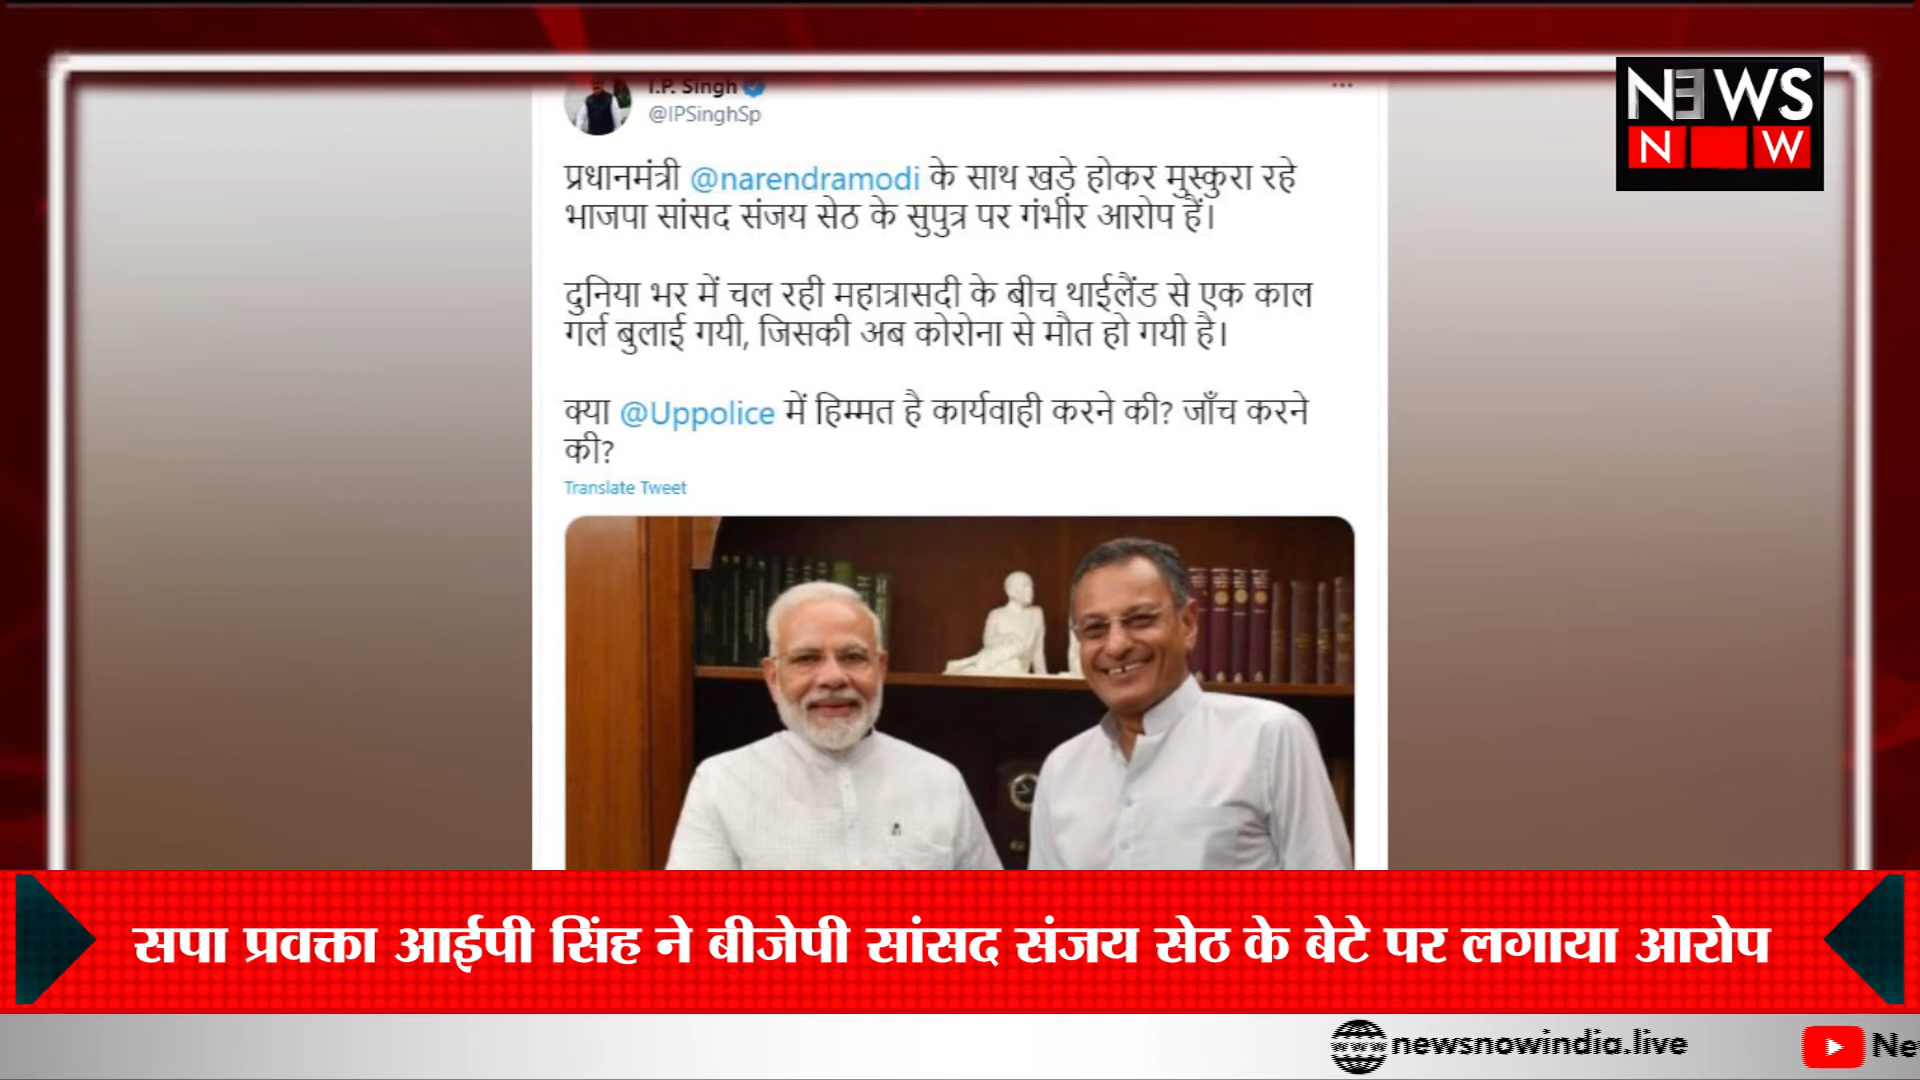 I.P. Singh
@IPSinghSp
NEWS
N W
प्रधानमंत्री @narendramodi के साथ खड़े होकर मुस्कुरा रहे
भाजपा सांसद संजय सेठ के सुपुत्र पर गंभीर आरोप हैं।
दुनिया भर में चल रही महात्रासदी के बीच थाईलैंड से एक काल
गर्ल बुलाई गयी, जिसकी अब कोरोना से मौत हो गयी है।
क्या @Uppolice में हिम्मत है कार्यवाही करने की? जाँच करने
की?
Translate Tweet
सपा प्रवक्ता आईपी सिंह ने बीजेपी सांसद संजय सेठ के बेटे पर लगाया आरोप
www newsnowindia.live
Ne